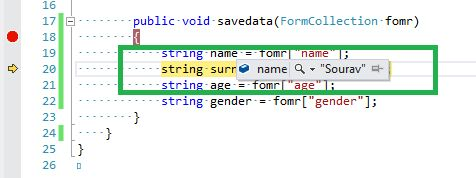 17 public void savedata(FormCollection fomr)
18 {
19 string name = fomr["name"];
20 string surr name "Sourav"
21 string age = fomr["age"];
22 string gender = fomr["gender"];
23 }
24 }
25 }
26